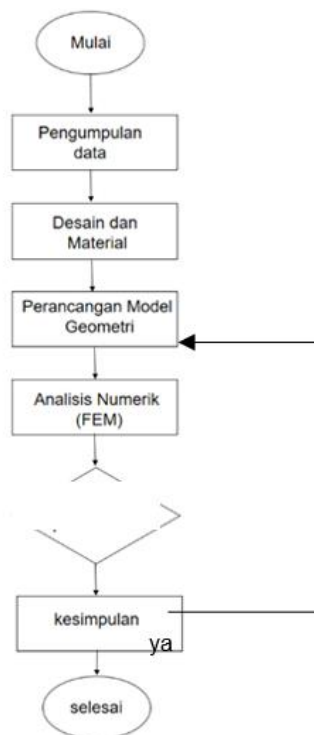 Mulai
Pengumpulan
data
Desain dan
Material
Perancangan Model
Geometri
Analisis Numerik
(FEM)
kesimpulan
ya
selesai